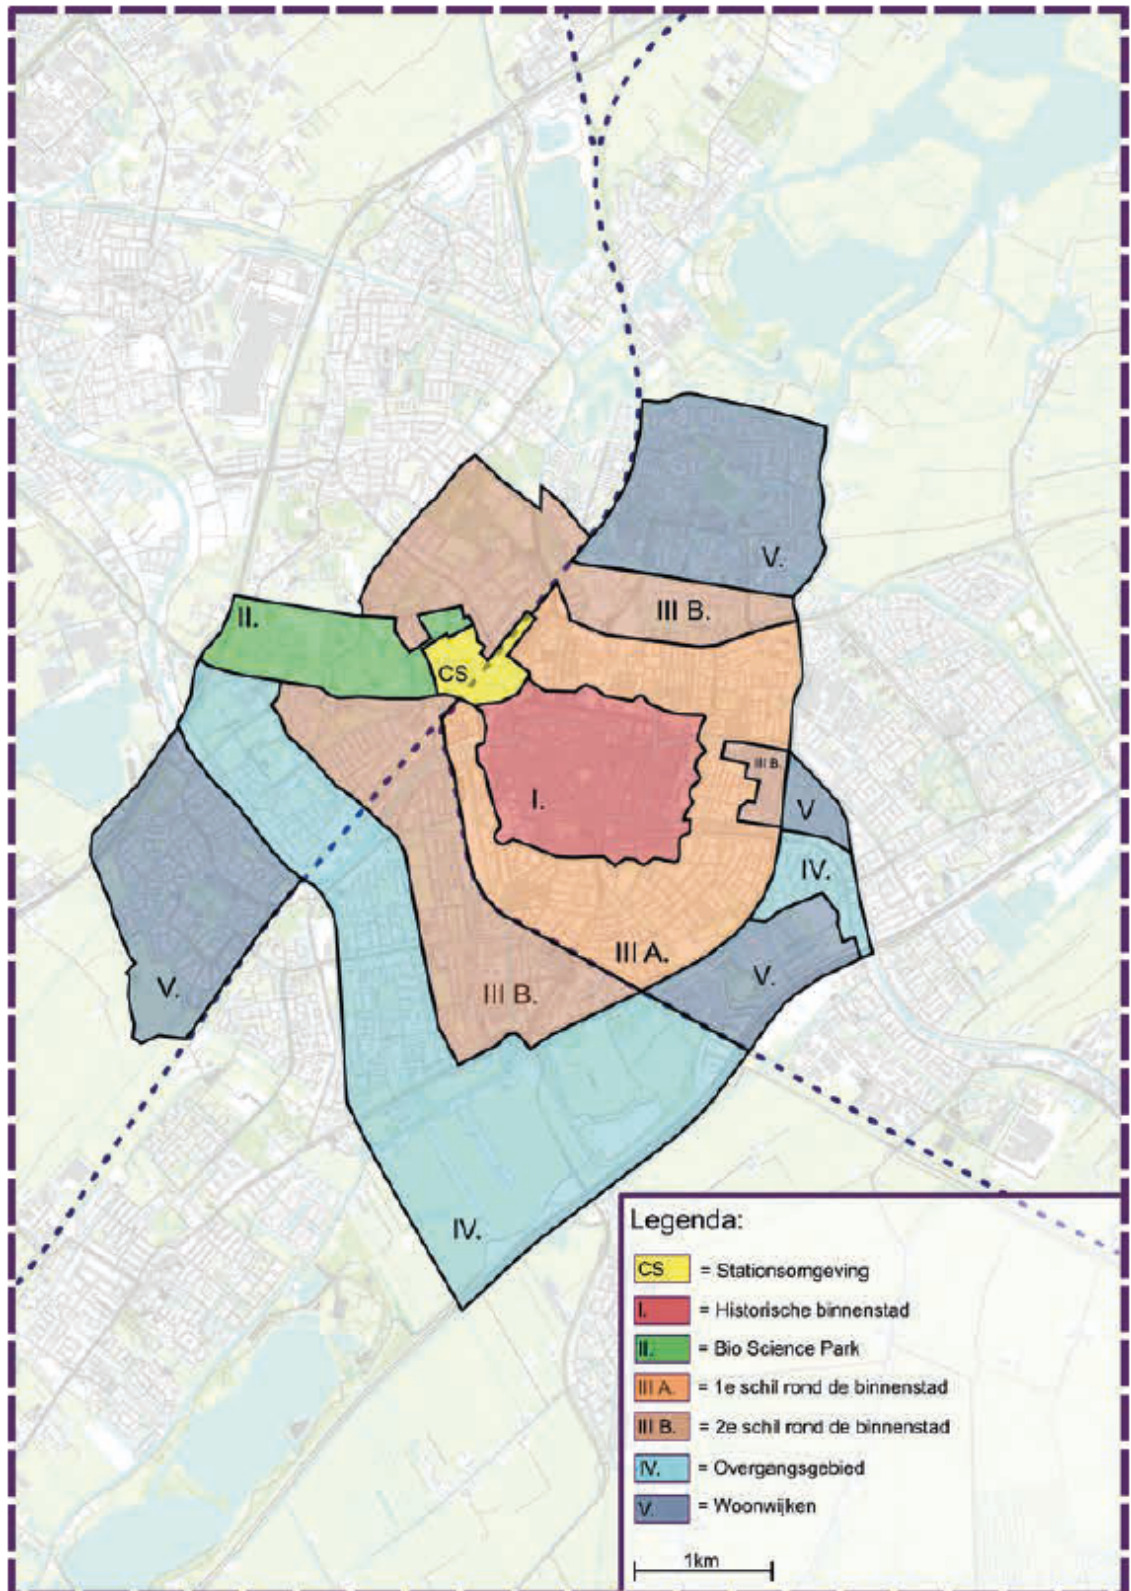 V.
III B.
II.
CS
III B.
I.
V
IV.
III A.
V.
V.
III B.
IV.
Legenda:
CS = Stationsomgeving
I. = Historische binnenstad
II. = Bio Science Park
III A. = 1e schil rond de binnenstad
III B. = 2e schil rond de binnenstad
IV. = Overgangsgebied
V. = Woonwijken
1km